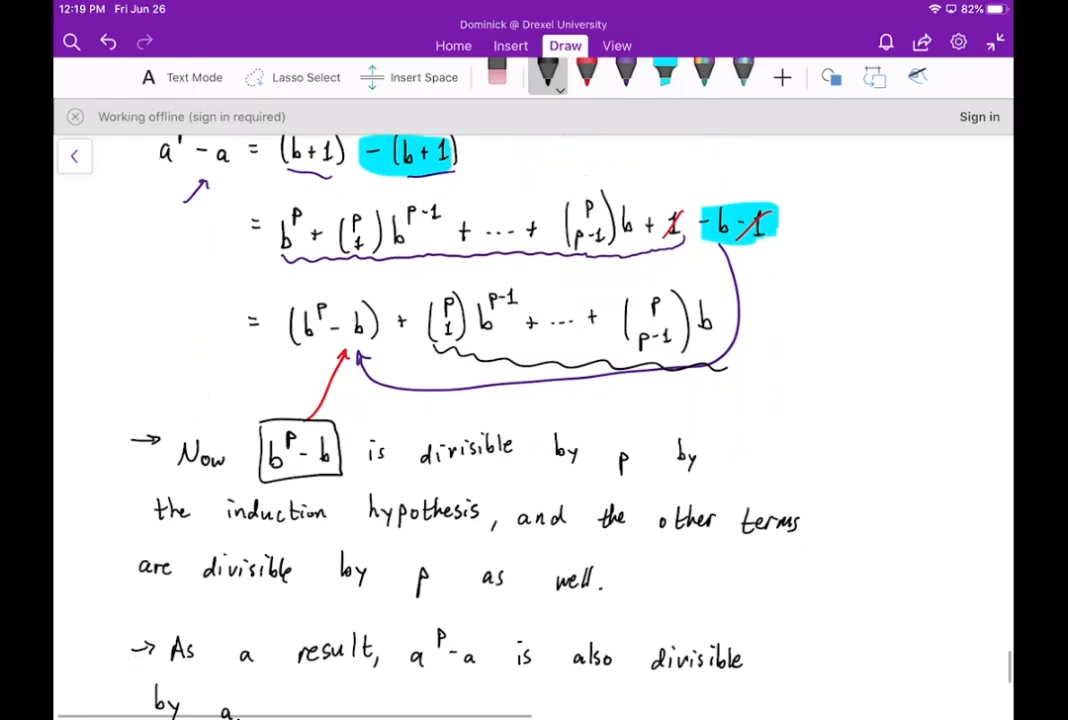 12:19 PM Fri Jun 26 82%
Dominick @ Drexel University
Home Insert Draw View
A Text Mode Lasso Select Insert Space
Working offline (sign in required) Sign in
- a = (b+1) - (b+1)
= b^p + (p 1) b^{p-1} + ... + (p p-1) b + 1 - b - 1
= (b^p - b) + (p 1) b^{p-1} + ... + (p p-1) b
→ Now b^p - b is divisible by p by
the induction hypothesis, and the other terms
are divisible by p as well.
→ As a result, a^p - a is also divisible
by a